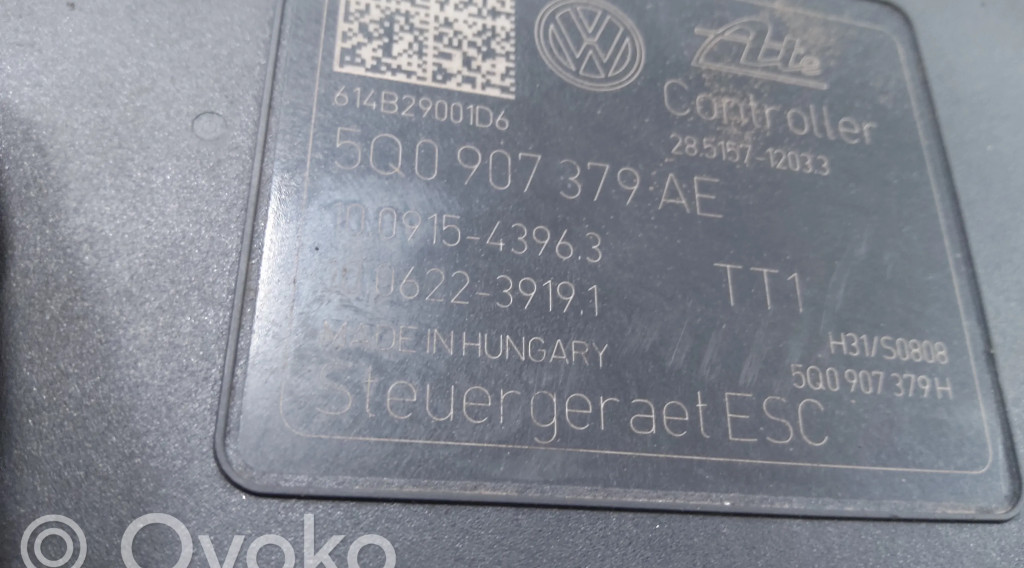 Ate
Controller
614B29001D6
28.5157-1203.3
5Q0 907 379 AE
10.0915-4396.3
0622-3919.1
TT1
MADE IN HUNGARY
H31/S0808
5Q0 907 379 H
Steuergeraet ESC
Ovoko